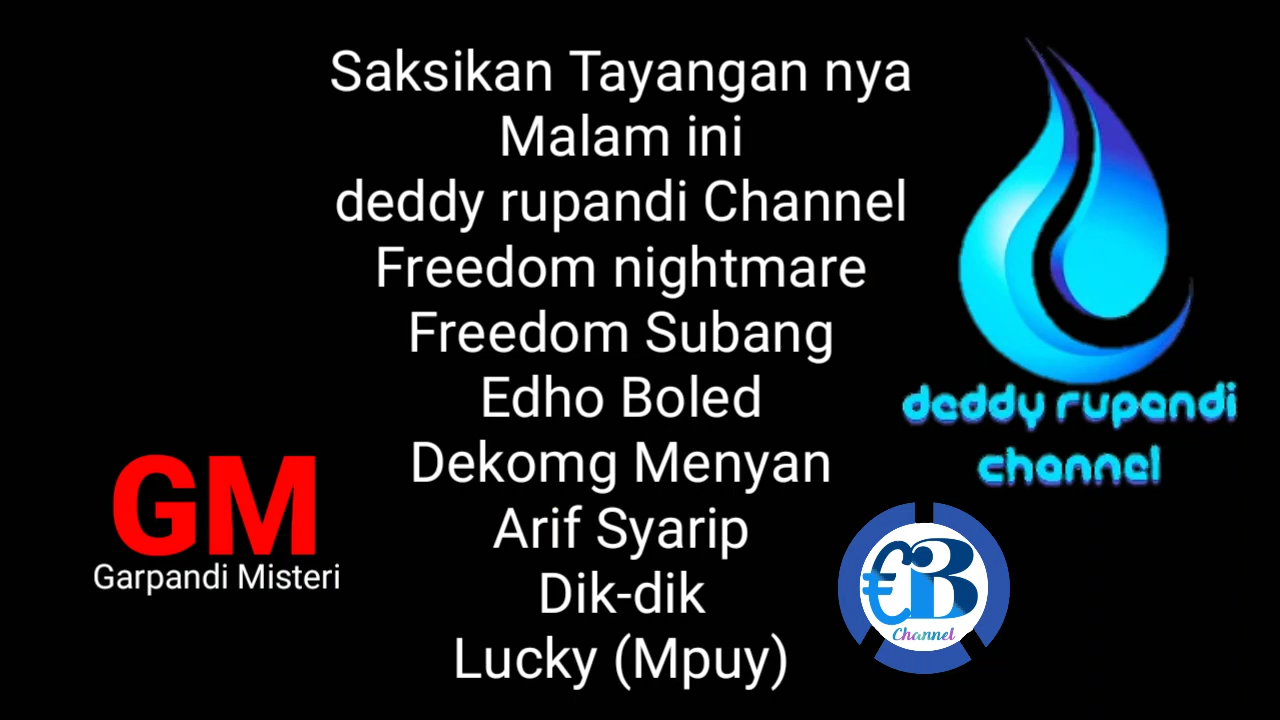 Saksikan Tayangan nya
Malam ini
deddy rupandi Channel
Freedom nightmare
Freedom Subang
Edho Boled
Dekomg Menyan
Arif Syarip
Dik-dik
Lucky (Mpuy)
deddy rupandi
channel
GM
Garpandi Misteri
€B
Channel